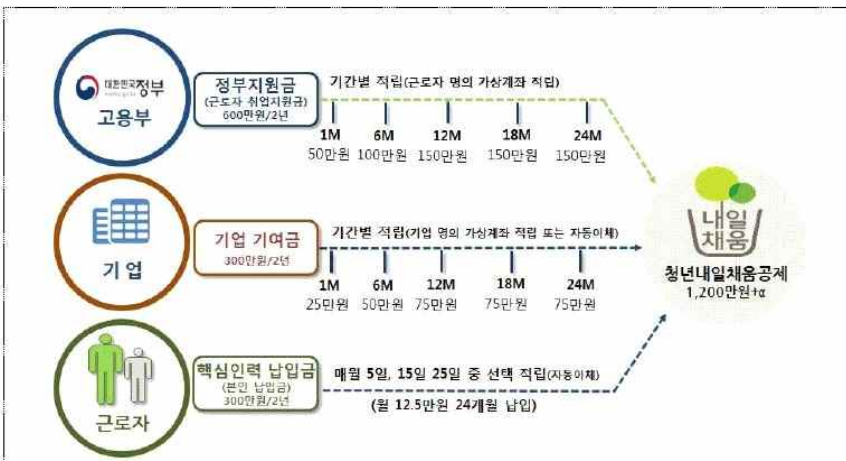 대한민국정부
고용부
정부지원금
(근로자 취업지원금)
600만원/2년
기간별 적립(근로자 명의 가상계좌 적립)
1M 6M 12M 18M 24M
50만원 100만원 150만원 150만원 150만원
기업
기업 기여금
300만원/2년
기간별 적립(기업 명의 가상계좌 적립 또는 자동이체)
1M 6M 12M 18M 24M
25만원 50만원 75만원 75만원 75만원
내일
채움
청년내일채움공제
1,200만원+α
근로자
핵심인력 납입금
(본인 납입금)
300만원/2년
매월 5일, 15일 25일 중 선택 적립(자동이체)
(월 12.5만원 24개월 납입)